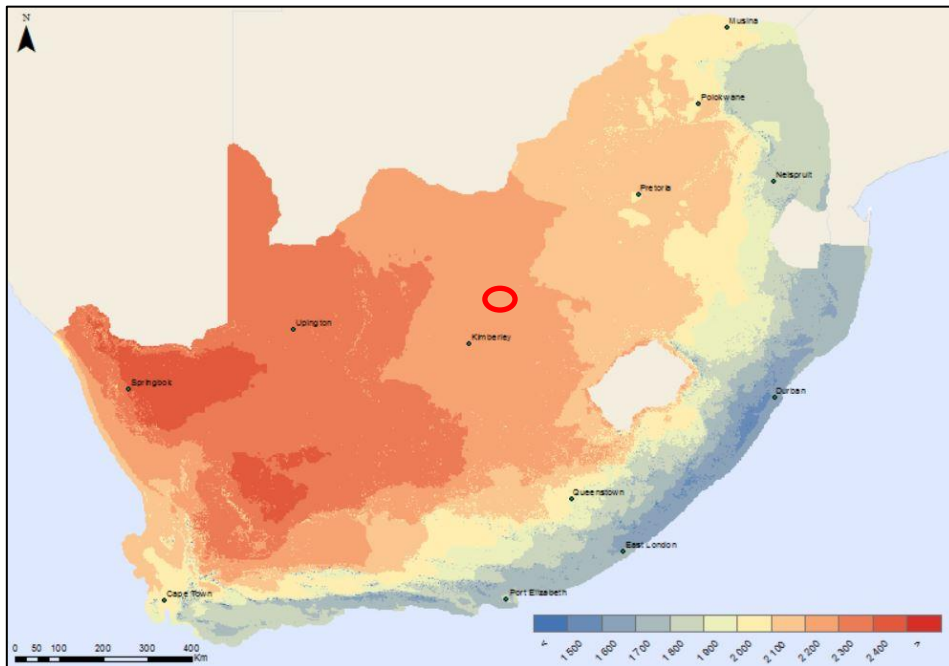 N
Musina
Polokwane
Nelspruit
Pretoria
Upington
Kimberley
Springbok
Durban
Queenstown
East London
Cape Town
Port Elizabeth
0 50 100 200 300 400
Km
< 1 500 1 600 1 700 1 800 1 900 2 000 2 100 2 200 2 300 2 400 >